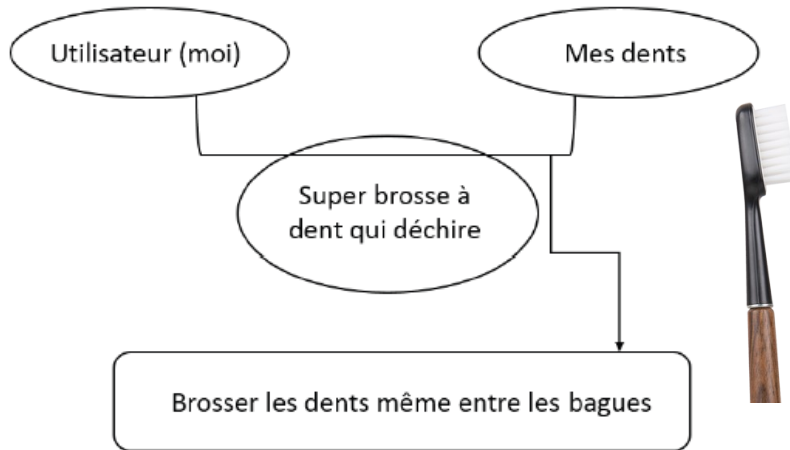 Utilisateur (moi)
Mes dents
Super brosse à
dent qui déchire
Brosser les dents même entre les bagues